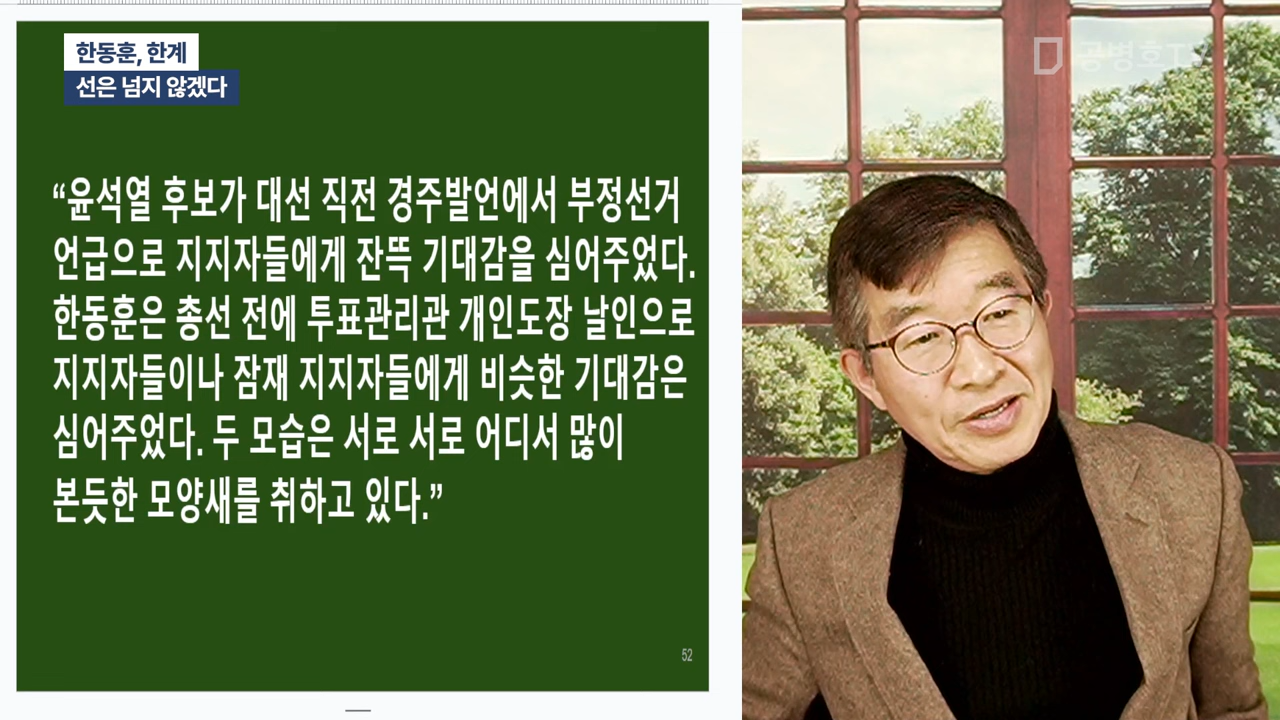 한동훈, 한계
선은 넘지 않겠다
공병호TV
“윤석열 후보가 대선 직전 경주발언에서 부정선거
언급으로 지지자들에게 잔뜩 기대감을 심어주었다.
한동훈은 총선 전에 투표관리관 개인도장 날인으로
지지자들이나 잠재 지지자들에게 비슷한 기대감은
심어주었다. 두 모습은 서로 서로 어디서 많이
본듯한 모양새를 취하고 있다.”
52